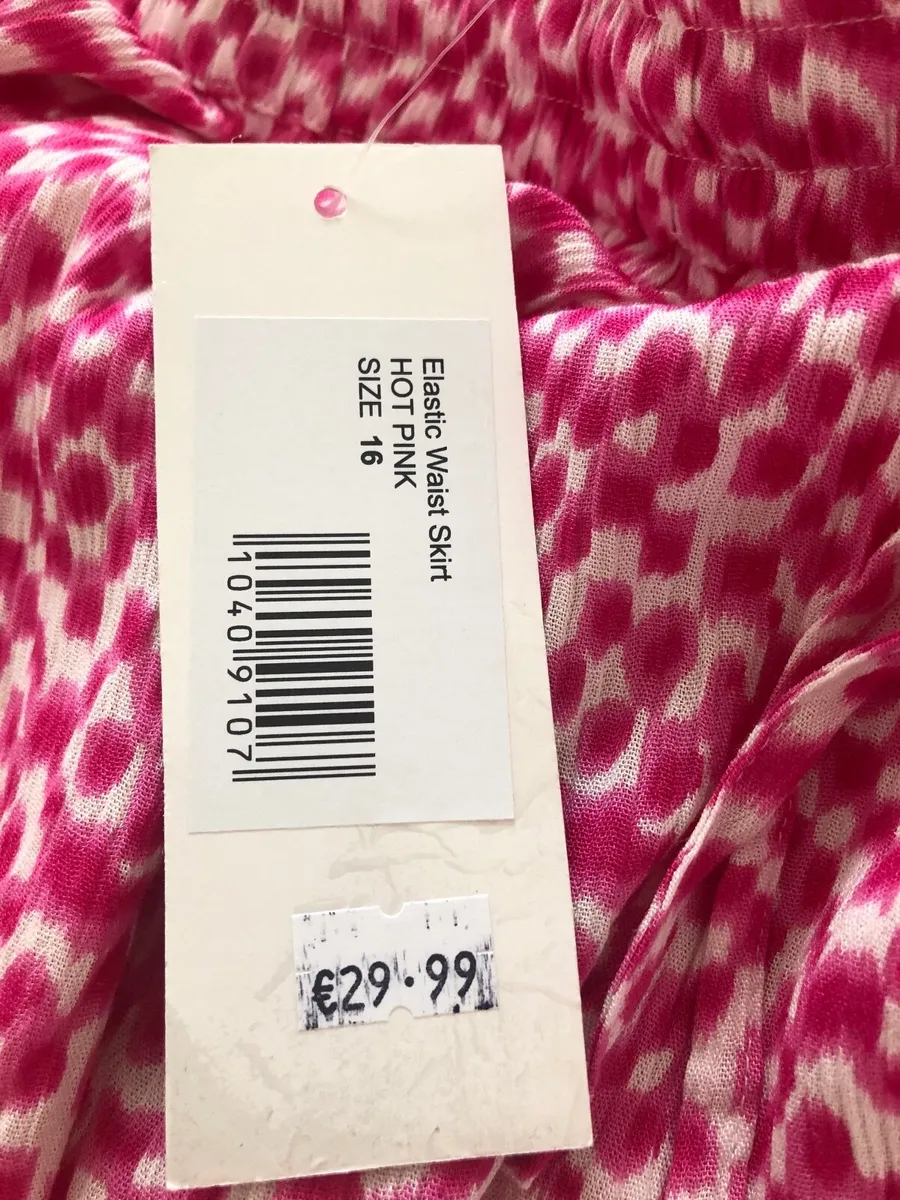 Elastic Waist Skirt
HOT PINK
SIZE 16
10409107
€29.99